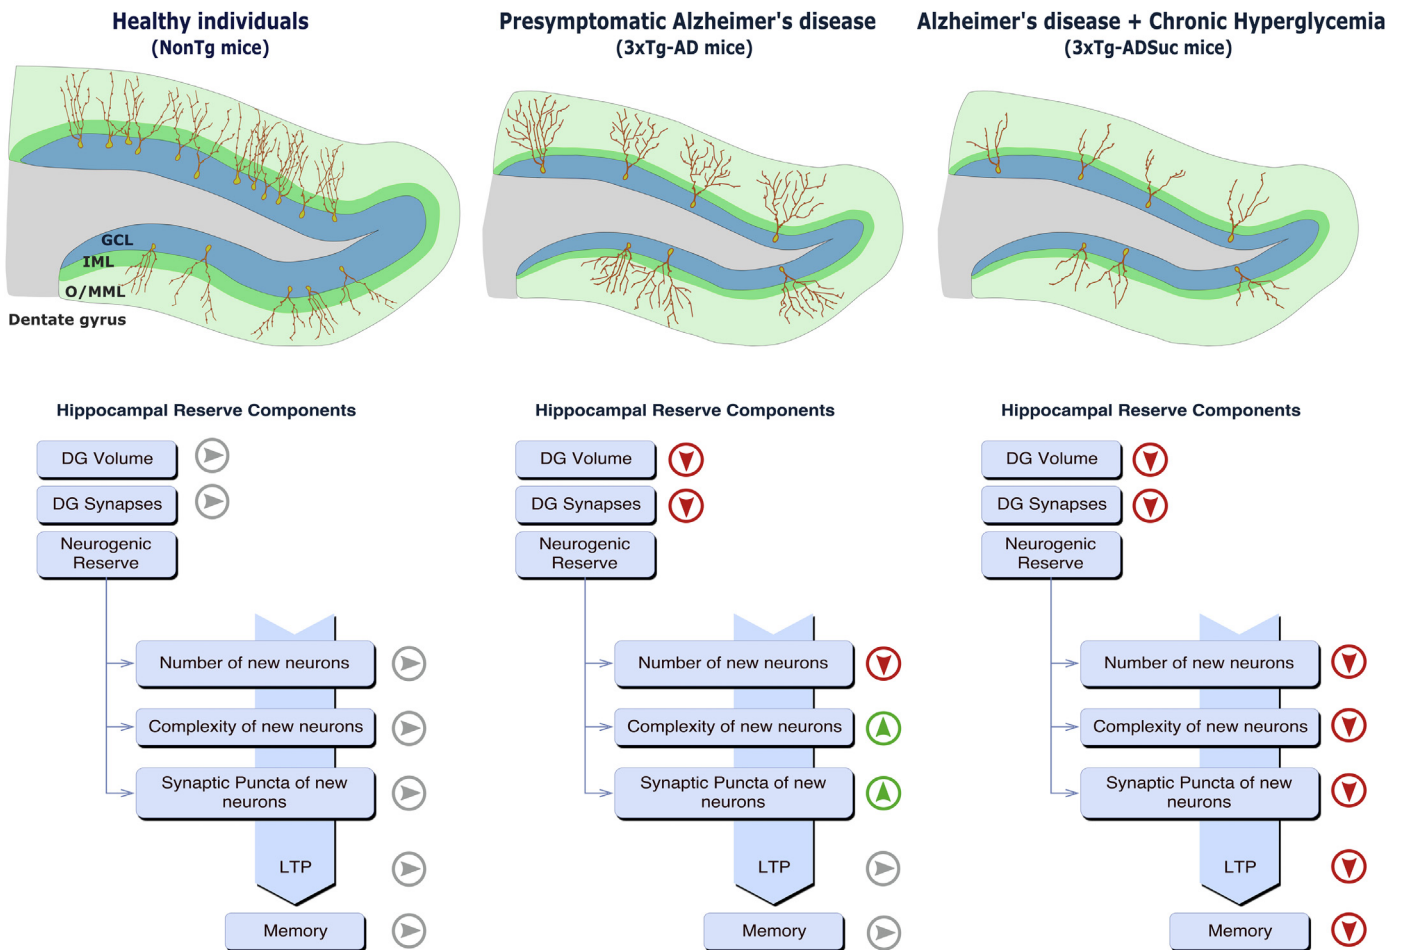 Healthy individuals
(NonTg mice)
GCL
IML
O/MML
Dentate gyrus
Hippocampal Reserve Components
DG Volume
DG Synapses
Neurogenic
Reserve
Number of new neurons
Complexity of new neurons
Synaptic Puncta of new
neurons
LTP
Memory
Presymptomatic Alzheimer's disease
(3xTg-AD mice)
Hippocampal Reserve Components
DG Volume
DG Synapses
Neurogenic
Reserve
Number of new neurons
Complexity of new neurons
Synaptic Puncta of new
neurons
LTP
Memory
Alzheimer's disease + Chronic Hyperglycemia
(3xTg-ADSuc mice)
Hippocampal Reserve Components
DG Volume
DG Synapses
Neurogenic
Reserve
Number of new neurons
Complexity of new neurons
Synaptic Puncta of new
neurons
LTP
Memory